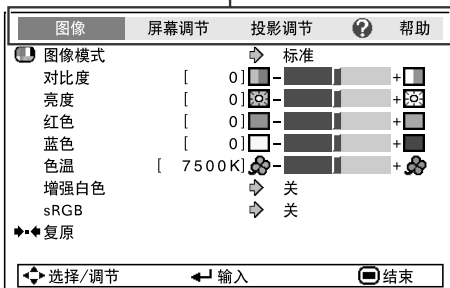 图像 屏幕调节 投影调节 ? 帮助
图像模式 标准
对比度 [ 0] - +
亮度 [ 0] - +
红色 [ 0] - +
蓝色 [ 0] - +
色温 [ 7500K] - +
增强白色 关
sRGB 关
复原
选择/调节 输入 结束